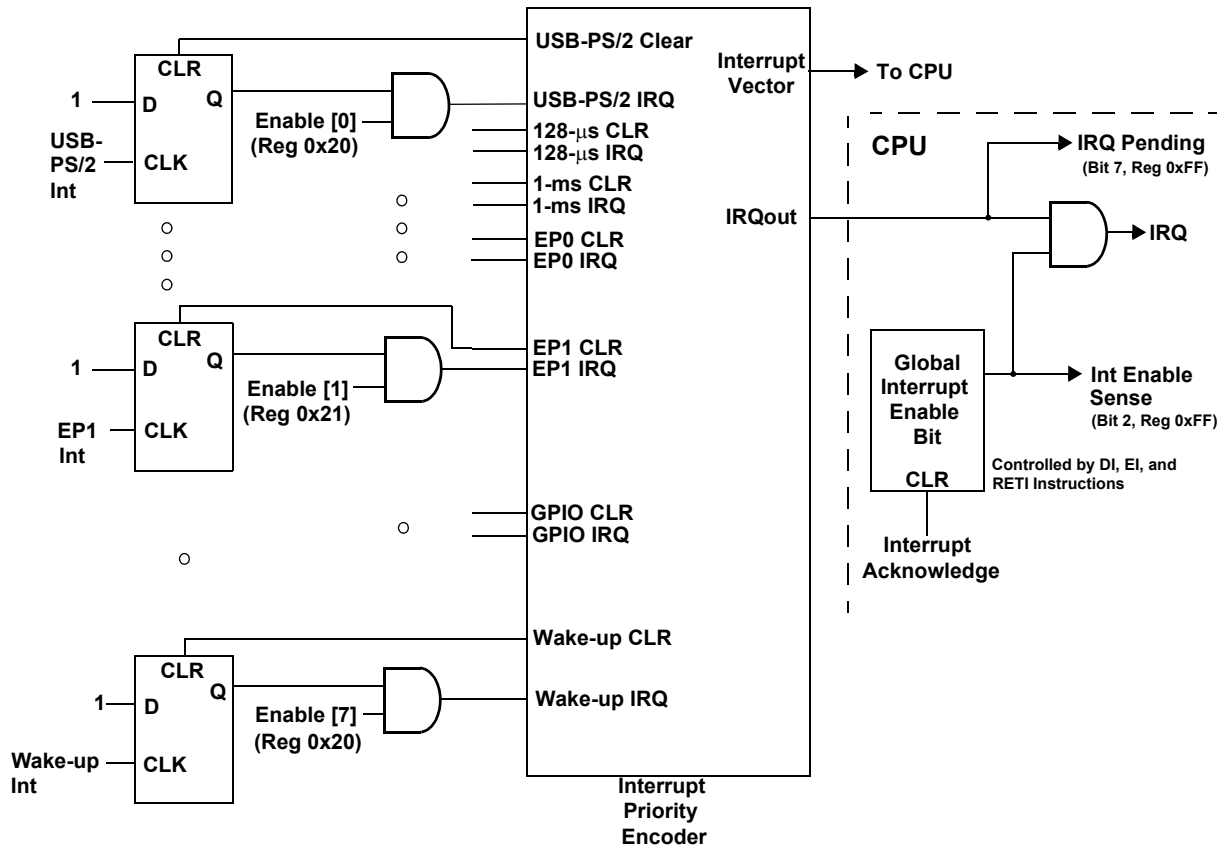 CLR
1
D
Q
USB-
PS/2
Int
CLK
Enable [0]
(Reg 0x20)
USB-PS/2 Clear
USB-PS/2 IRQ
128-μs CLR
128-μs IRQ
1-ms CLR
1-ms IRQ
EP0 CLR
EP0 IRQ
CLR
1
D
Q
EP1
Int
CLK
Enable [1]
(Reg 0x21)
EP1 CLR
EP1 IRQ
GPIO CLR
GPIO IRQ
CLR
1
D
Q
Wake-up
Int
CLK
Enable [7]
(Reg 0x20)
Wake-up CLR
Wake-up IRQ
Interrupt
Priority
Encoder
Interrupt
Vector
To CPU
IRQout
CPU
IRQ Pending
(Bit 7, Reg 0xFF)
IRQ
Global
Interrupt
Enable
Bit
CLR
Int Enable
Sense
(Bit 2, Reg 0xFF)
Controlled by DI, EI, and
RETI Instructions
Interrupt
Acknowledge